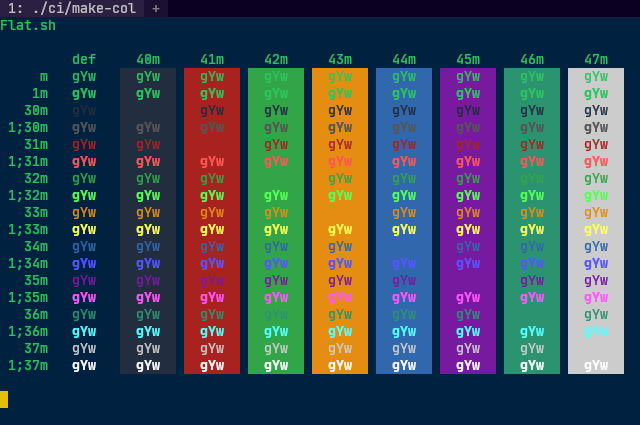 1: ./ci/make-col +
Flat.sh
def 40m 41m 42m 43m 44m 45m 46m 47m
m gYw gYw gYw gYw gYw gYw gYw gYw gYw
1m gYw gYw gYw gYw gYw gYw gYw gYw gYw
30m gYw gYw gYw gYw gYw gYw gYw gYw
1;30m gYw gYw gYw gYw gYw gYw gYw gYw gYw
31m gYw gYw gYw gYw gYw gYw gYw gYw
1;31m gYw gYw gYw gYw gYw gYw gYw gYw gYw
32m gYw gYw gYw gYw gYw gYw gYw gYw
1;32m gYw gYw gYw gYw gYw gYw gYw gYw gYw
33m gYw gYw gYw gYw gYw gYw gYw gYw
1;33m gYw gYw gYw gYw gYw gYw gYw gYw gYw
34m gYw gYw gYw gYw gYw gYw gYw gYw
1;34m gYw gYw gYw gYw gYw gYw gYw gYw gYw
35m gYw gYw gYw gYw gYw gYw gYw gYw
1;35m gYw gYw gYw gYw gYw gYw gYw gYw gYw
36m gYw gYw gYw gYw gYw gYw gYw gYw
1;36m gYw gYw gYw gYw gYw gYw gYw gYw gYw
37m gYw gYw gYw gYw gYw gYw gYw gYw
1;37m gYw gYw gYw gYw gYw gYw gYw gYw gYw